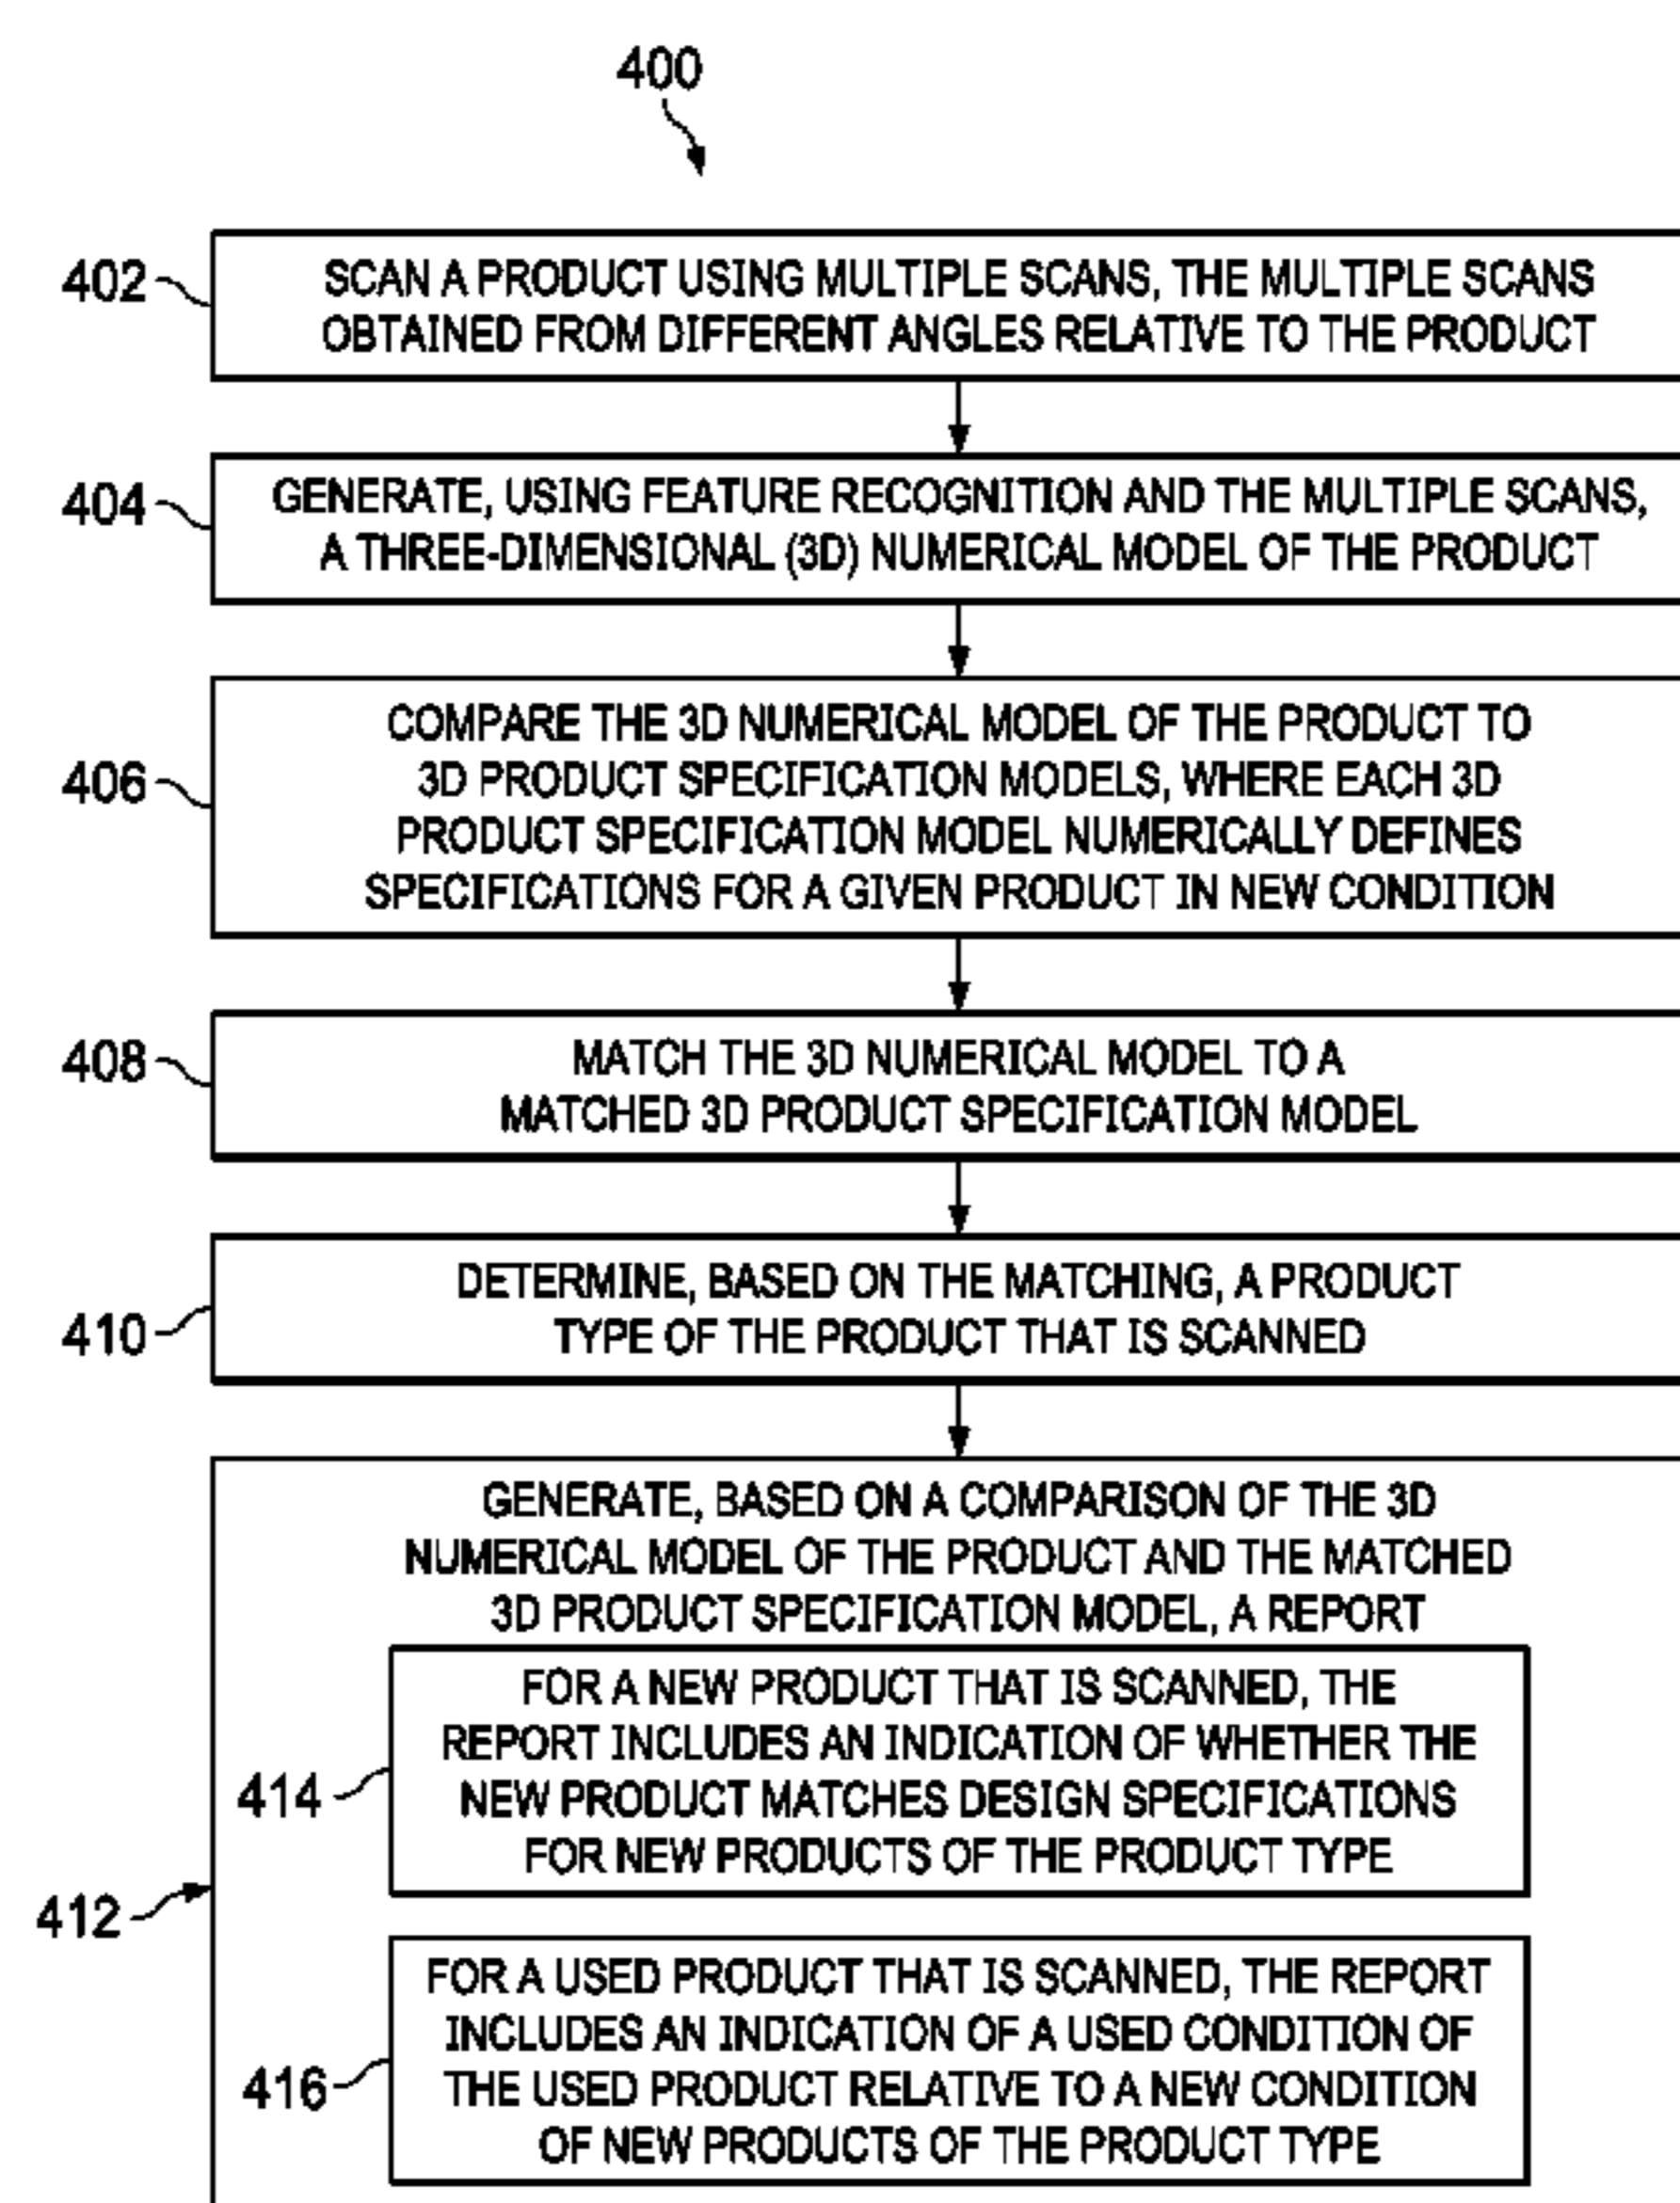 400
402
SCAN A PRODUCT USING MULTIPLE SCANS, THE MULTIPLE SCANS
OBTAINED FROM DIFFERENT ANGLES RELATIVE TO THE PRODUCT
404
GENERATE, USING FEATURE RECOGNITION AND THE MULTIPLE SCANS,
A THREE-DIMENSIONAL (3D) NUMERICAL MODEL OF THE PRODUCT
406
COMPARE THE 3D NUMERICAL MODEL OF THE PRODUCT TO
3D PRODUCT SPECIFICATION MODELS, WHERE EACH 3D
PRODUCT SPECIFICATION MODEL NUMERICALLY DEFINES
SPECIFICATIONS FOR A GIVEN PRODUCT IN NEW CONDITION
408
MATCH THE 3D NUMERICAL MODEL TO A
MATCHED 3D PRODUCT SPECIFICATION MODEL
410
DETERMINE, BASED ON THE MATCHING, A PRODUCT
TYPE OF THE PRODUCT THAT IS SCANNED
412
GENERATE, BASED ON A COMPARISON OF THE 3D
NUMERICAL MODEL OF THE PRODUCT AND THE MATCHED
3D PRODUCT SPECIFICATION MODEL, A REPORT
414
FOR A NEW PRODUCT THAT IS SCANNED, THE
REPORT INCLUDES AN INDICATION OF WHETHER THE
NEW PRODUCT MATCHES DESIGN SPECIFICATIONS
FOR NEW PRODUCTS OF THE PRODUCT TYPE
416
FOR A USED PRODUCT THAT IS SCANNED, THE REPORT
INCLUDES AN INDICATION OF A USED CONDITION OF
THE USED PRODUCT RELATIVE TO A NEW CONDITION
OF NEW PRODUCTS OF THE PRODUCT TYPE